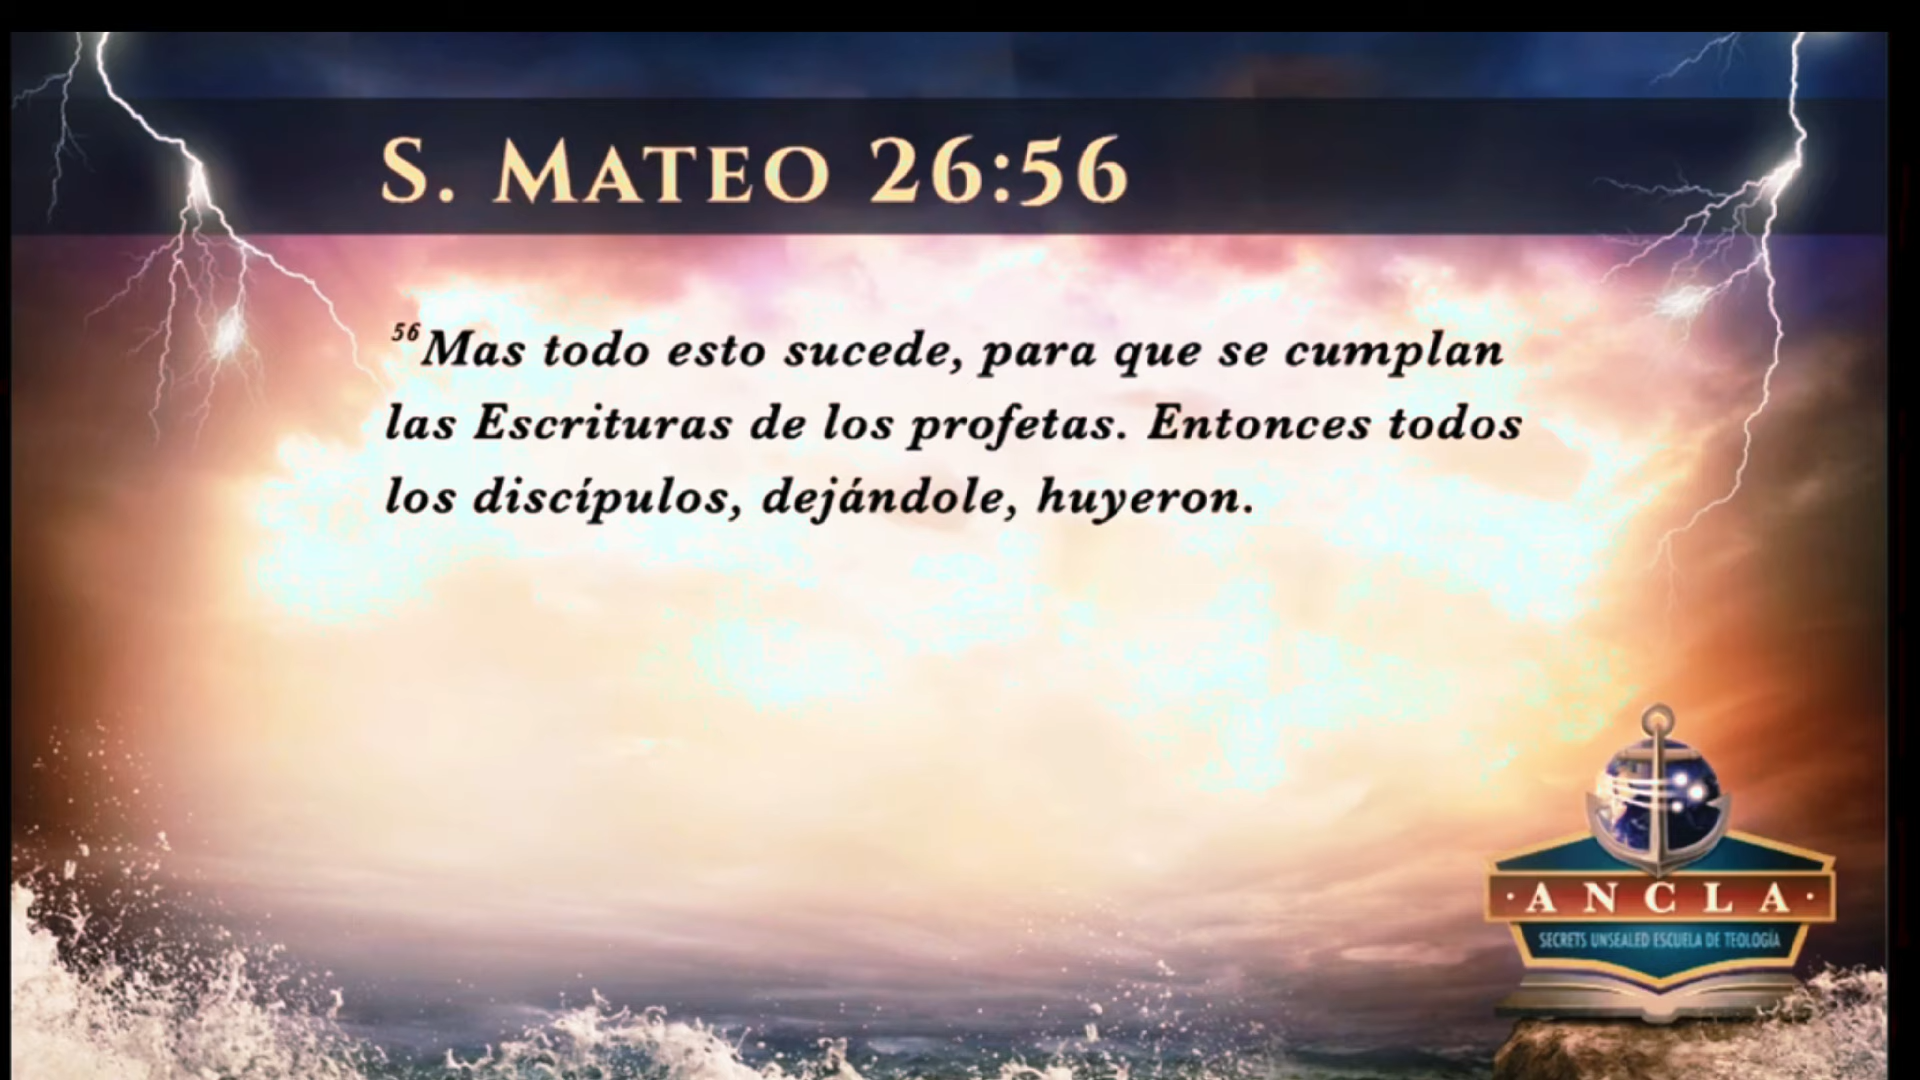 S. MATEO 26:56
⁵⁶Mas todo esto sucede, para que se cumplan
las Escrituras de los profetas. Entonces todos
los discípulos, dejándole, huyeron.
·ANCLA·
SECRETS UNSEALED ESCUELA DE TEOLOGÍA